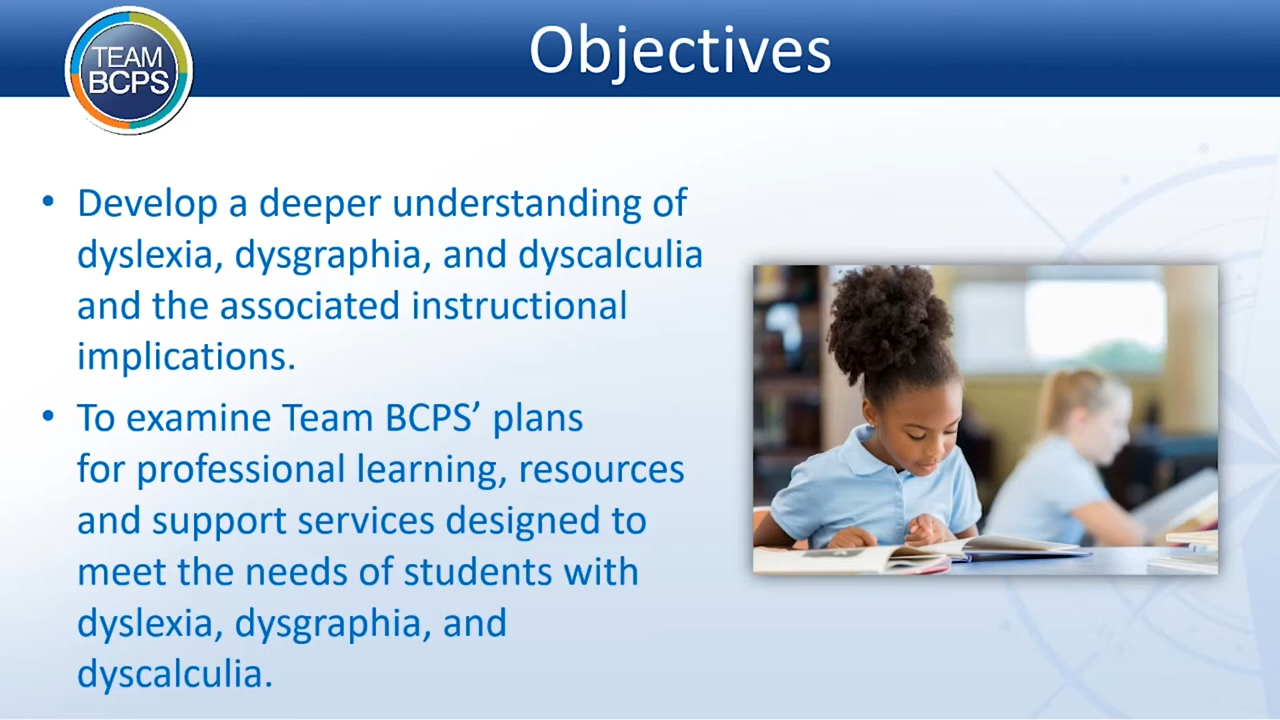 TEAM
BCPS
Objectives
• Develop a deeper understanding of
dyslexia, dysgraphia, and dyscalculia
and the associated instructional
implications.
• To examine Team BCPS’ plans
for professional learning, resources
and support services designed to
meet the needs of students with
dyslexia, dysgraphia, and
dyscalculia.